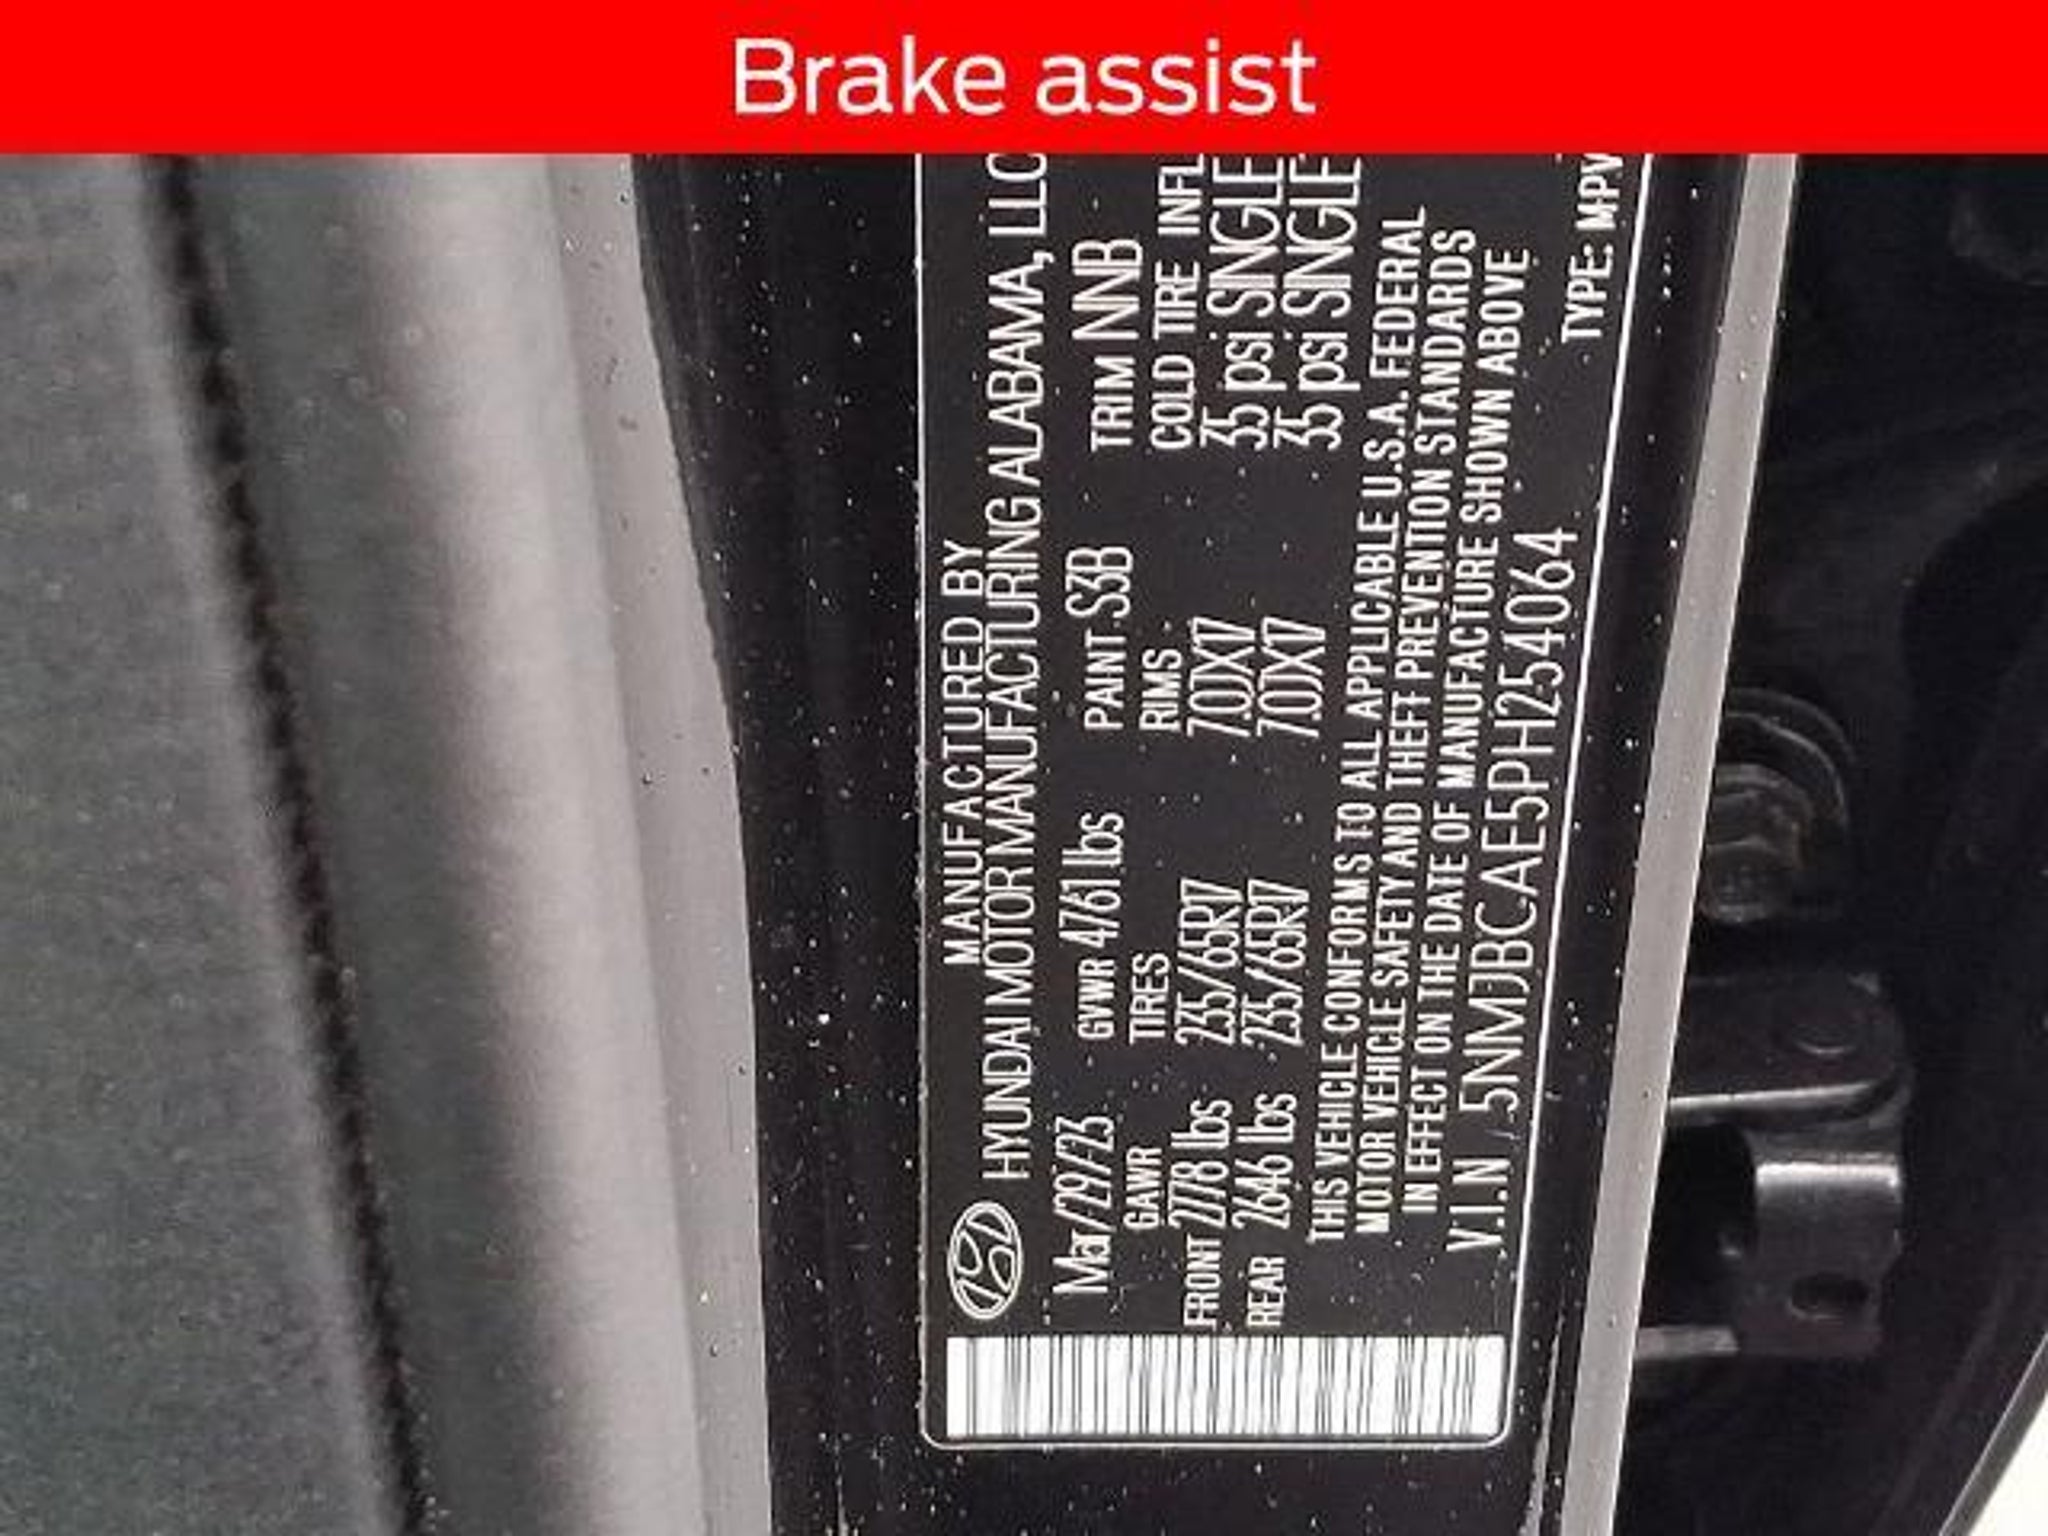 Brake assist
MANUFACTURED BY
HYUNDAI MOTOR MANUFACTURING ALABAMA, LLC
Mar/29/23 GVWR 4761 lbs PAINT S3B TRIM NNB
GAWR TIRES RIMS COLD TIRE INFL
FRONT 2778 lbs 235/65R17 7.0JX17 35 psi SINGLE
REAR 2646 lbs 235/65R17 7.0JX17 35 psi SINGLE
THIS VEHICLE CONFORMS TO ALL APPLICABLE U.S.A. FEDERAL
MOTOR VEHICLE SAFETY AND THEFT PREVENTION STANDARDS
IN EFFECT ON THE DATE OF MANUFACTURE SHOWN ABOVE
V.I.N 5NMJBCAE5PH254064
TYPE: MPV